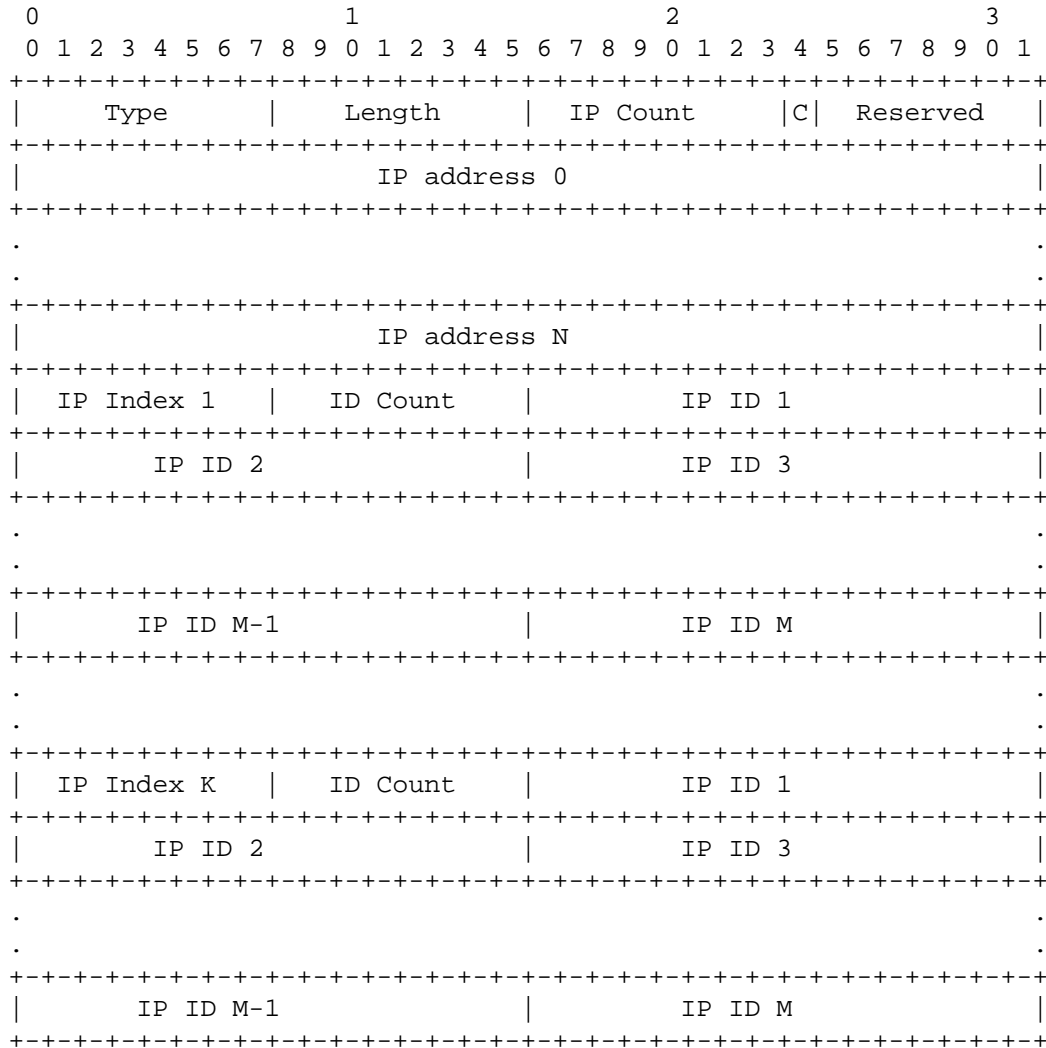 0                   1                   2                   3
 0 1 2 3 4 5 6 7 8 9 0 1 2 3 4 5 6 7 8 9 0 1 2 3 4 5 6 7 8 9 0 1
+-+-+-+-+-+-+-+-+-+-+-+-+-+-+-+-+-+-+-+-+-+-+-+-+-+-+-+-+-+-+-+-+
|     Type      |    Length     |  IP Count     |C|  Reserved   |
+-+-+-+-+-+-+-+-+-+-+-+-+-+-+-+-+-+-+-+-+-+-+-+-+-+-+-+-+-+-+-+-+
|                      IP address 0                             |
+-+-+-+-+-+-+-+-+-+-+-+-+-+-+-+-+-+-+-+-+-+-+-+-+-+-+-+-+-+-+-+-+
.                                                               .
.                                                               .
+-+-+-+-+-+-+-+-+-+-+-+-+-+-+-+-+-+-+-+-+-+-+-+-+-+-+-+-+-+-+-+-+
|                      IP address N                             |
+-+-+-+-+-+-+-+-+-+-+-+-+-+-+-+-+-+-+-+-+-+-+-+-+-+-+-+-+-+-+-+-+
|  IP Index 1   |   ID Count    |         IP ID 1               |
+-+-+-+-+-+-+-+-+-+-+-+-+-+-+-+-+-+-+-+-+-+-+-+-+-+-+-+-+-+-+-+-+
|        IP ID 2                |         IP ID 3               |
+-+-+-+-+-+-+-+-+-+-+-+-+-+-+-+-+-+-+-+-+-+-+-+-+-+-+-+-+-+-+-+-+
.                                                               .
.                                                               .
+-+-+-+-+-+-+-+-+-+-+-+-+-+-+-+-+-+-+-+-+-+-+-+-+-+-+-+-+-+-+-+-+
|       IP ID M-1               |         IP ID M               |
+-+-+-+-+-+-+-+-+-+-+-+-+-+-+-+-+-+-+-+-+-+-+-+-+-+-+-+-+-+-+-+-+
.                                                               .
.                                                               .
+-+-+-+-+-+-+-+-+-+-+-+-+-+-+-+-+-+-+-+-+-+-+-+-+-+-+-+-+-+-+-+-+
|  IP Index K   |   ID Count    |         IP ID 1               |
+-+-+-+-+-+-+-+-+-+-+-+-+-+-+-+-+-+-+-+-+-+-+-+-+-+-+-+-+-+-+-+-+
|        IP ID 2                |         IP ID 3               |
+-+-+-+-+-+-+-+-+-+-+-+-+-+-+-+-+-+-+-+-+-+-+-+-+-+-+-+-+-+-+-+-+
.                                                               .
.                                                               .
+-+-+-+-+-+-+-+-+-+-+-+-+-+-+-+-+-+-+-+-+-+-+-+-+-+-+-+-+-+-+-+-+
|       IP ID M-1               |         IP ID M               |
+-+-+-+-+-+-+-+-+-+-+-+-+-+-+-+-+-+-+-+-+-+-+-+-+-+-+-+-+-+-+-+-+